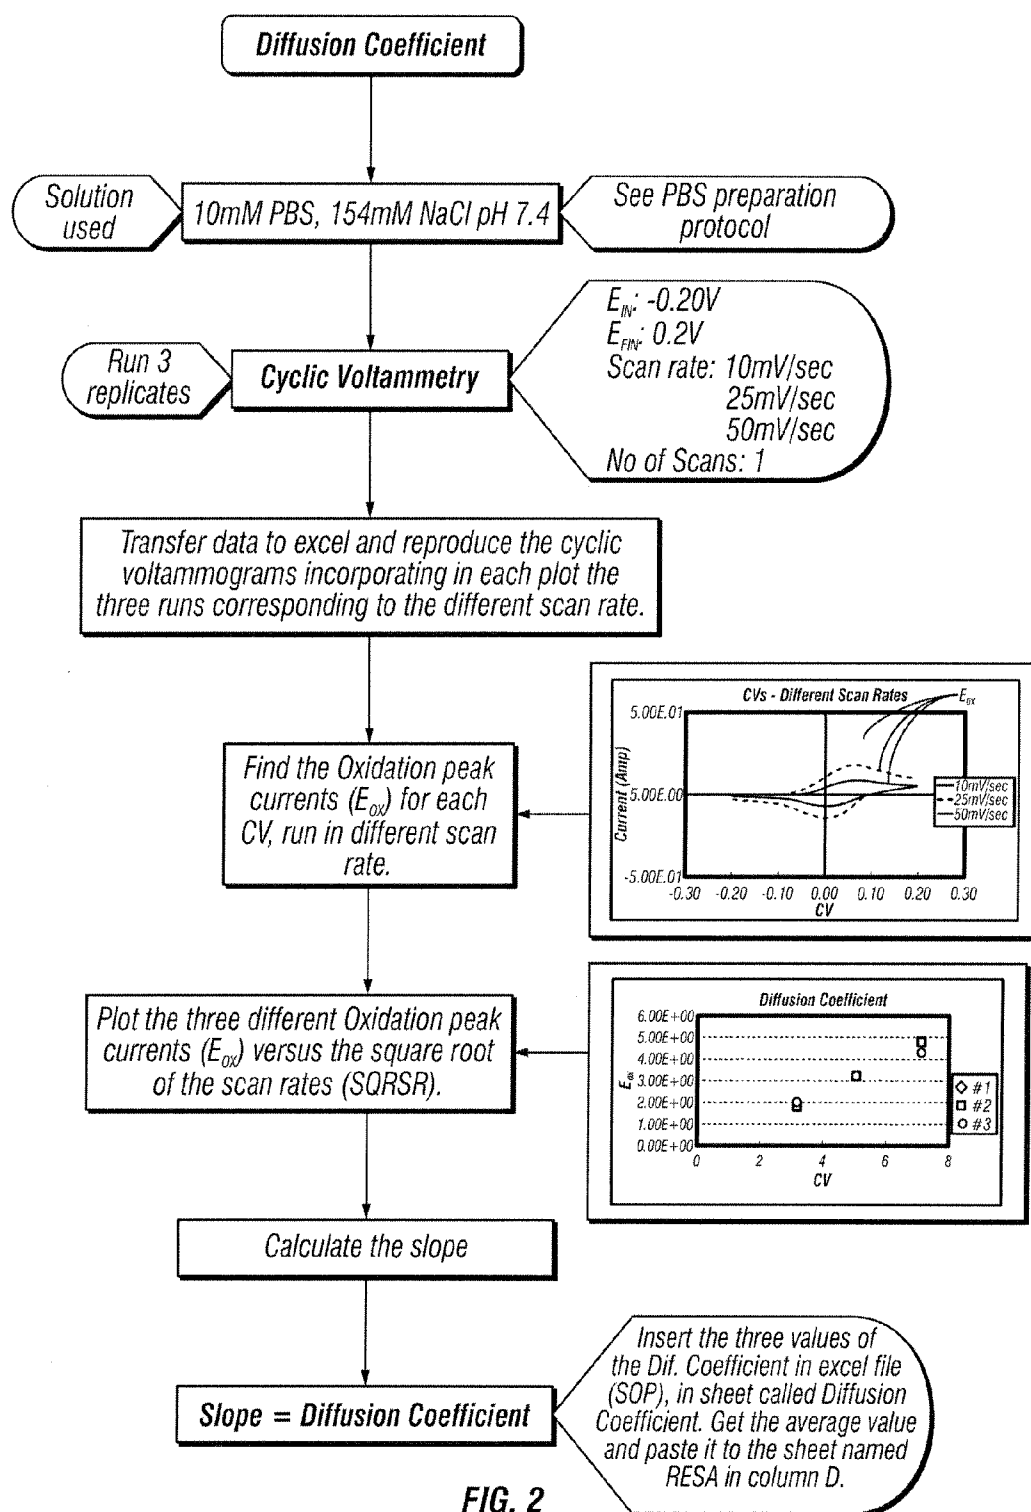 Diffusion Coefficient
Solution
used
10mM PBS, 154mM NaCl pH 7.4
See PBS preparation
protocol
Run 3
replicates
Cyclic Voltammetry
E_IN: -0.20V
E_FIN: 0.2V
Scan rate: 10mV/sec
25mV/sec
50mV/sec
No of Scans: 1
Transfer data to excel and reproduce the cyclic
voltammograms incorporating in each plot the
three runs corresponding to the different scan rate.
Find the Oxidation peak
currents (E_ox) for each
CV, run in different scan
rate.
CVs - Different Scan Rates
E_ox
5.00E.01
5.00E.00
-5.00E.01
Current (Amp)
10mV/sec
25mV/sec
50mV/sec
-0.30 -0.20 -0.10 0.00 0.10 0.20 0.30
CV
Plot the three different Oxidation peak
currents (E_ox) versus the square root
of the scan rates (SQRSR).
Diffusion Coefficient
6.00E+00
5.00E+00
4.00E+00
3.00E+00
2.00E+00
1.00E+00
0.00E+00
E_ox
#1
#2
#3
0 2 4 6 8
CV
Calculate the slope
Slope = Diffusion Coefficient
Insert the three values of
the Dif. Coefficient in excel file
(SOP), in sheet called Diffusion
Coefficient. Get the average value
and paste it to the sheet named
RESA in column D.
FIG. 2